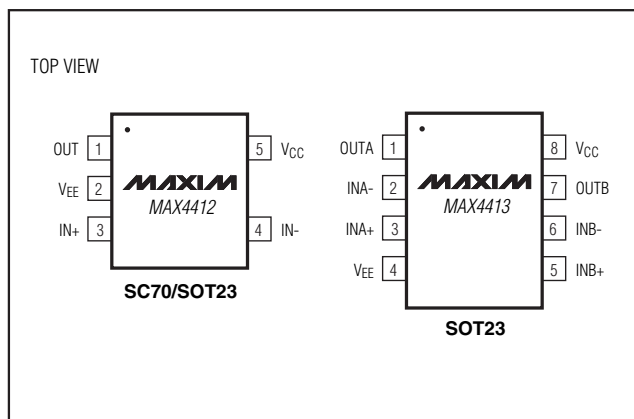 TOP VIEW
OUT 1
VEE 2
IN+ 3
MAXIM
MAX4412
5 VCC
4 IN-
SC70/SOT23
OUTA 1
INA- 2
INA+ 3
VEE 4
MAXIM
MAX4413
8 VCC
7 OUTB
6 INB-
5 INB+
SOT23